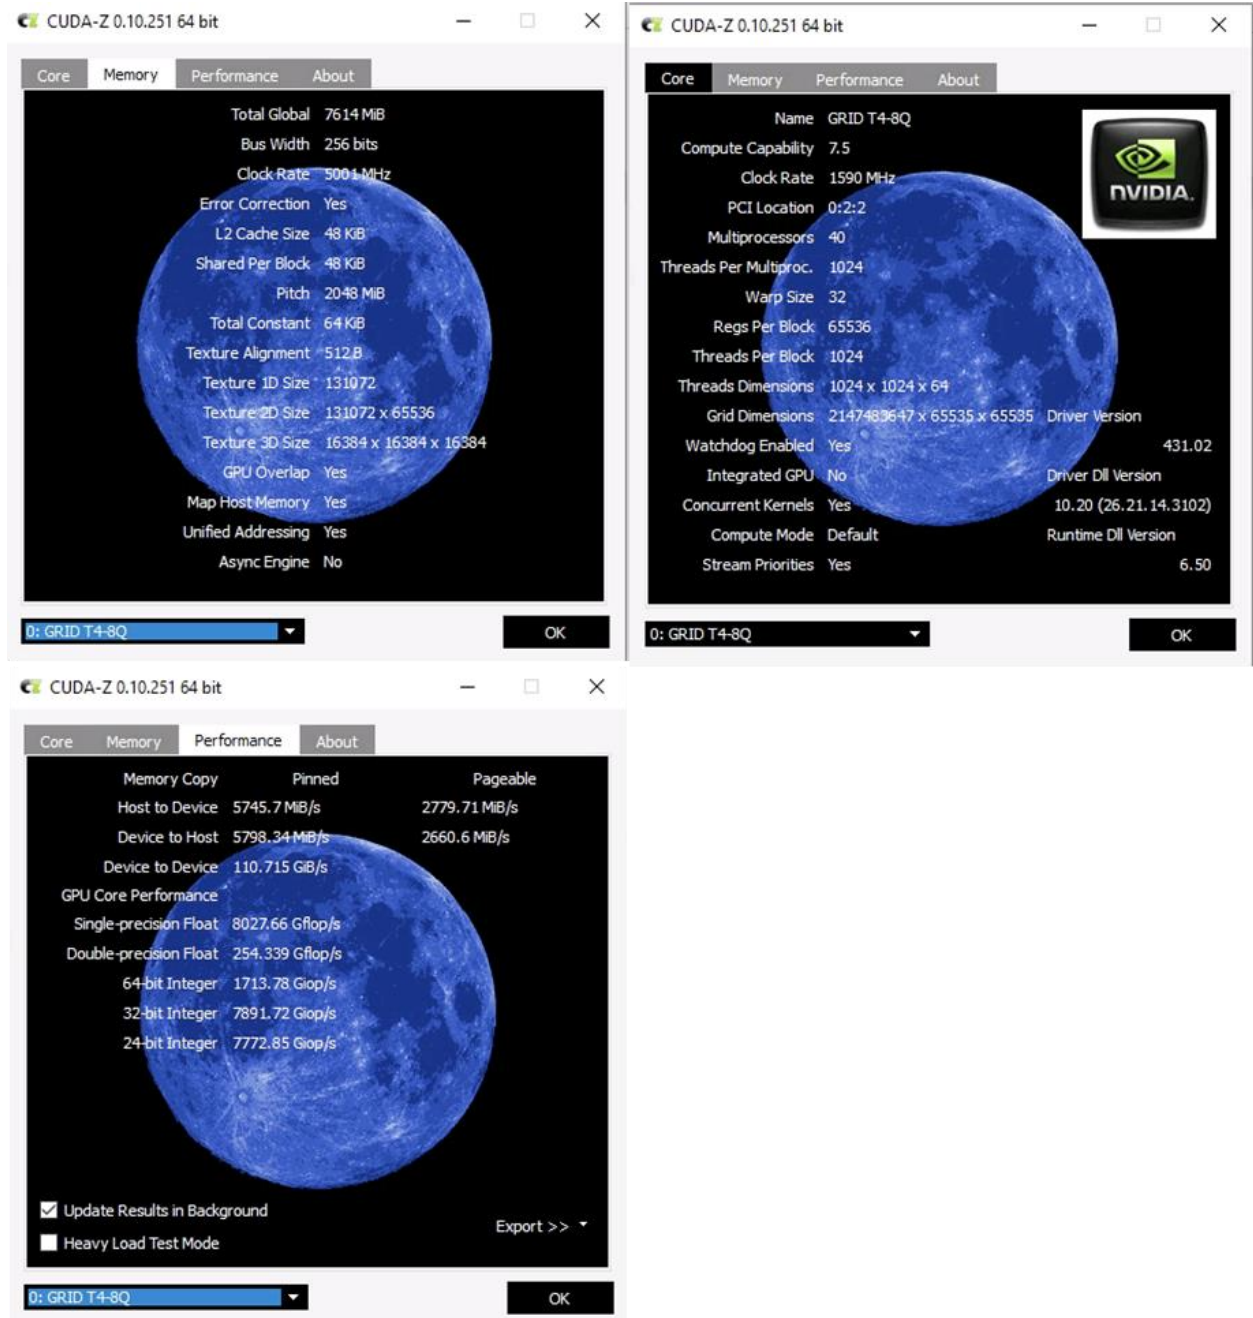 CUDA-Z 0.10.251 64 bit
Core Memory Performance About
Total Global 7614 MiB
Bus Width 256 bits
Clock Rate 5001 MHz
Error Correction Yes
L2 Cache Size 48 KiB
Shared Per Block 48 KiB
Pitch 2048 MiB
Total Constant 64 KiB
Texture Alignment 512 B
Texture 1D Size 131072
Texture 2D Size 131072 x 65536
Texture 3D Size 16384 x 16384 x 16384
GPU Overlap Yes
Map Host Memory Yes
Unified Addressing Yes
Async Engine No
0: GRID T4-8Q OK
CUDA-Z 0.10.251 64 bit
Core Memory Performance About
Name GRID T4-8Q
Compute Capability 7.5
Clock Rate 1590 MHz
PCI Location 0:2:2
Multiprocessors 40
Threads Per Multiproc. 1024
Warp Size 32
Regs Per Block 65536
Threads Per Block 1024
Threads Dimensions 1024 x 1024 x 64
Grid Dimensions 2147483647 x 65535 x 65535 Driver Version
Watchdog Enabled Yes 431.02
Integrated GPU No Driver Dll Version
Concurrent Kernels Yes 10.20 (26.21.14.3102)
Compute Mode Default Runtime Dll Version
Stream Priorities Yes 6.50
NVIDIA.
0: GRID T4-8Q OK
CUDA-Z 0.10.251 64 bit
Core Memory Performance About
Memory Copy Pinned Pageable
Host to Device 5745.7 MiB/s 2779.71 MiB/s
Device to Host 5798.34 MiB/s 2660.6 MiB/s
Device to Device 110.715 GiB/s
GPU Core Performance
Single-precision Float 8027.66 Gflop/s
Double-precision Float 254.339 Gflop/s
64-bit Integer 1713.78 Giop/s
32-bit Integer 7891.72 Giop/s
24-bit Integer 7772.85 Giop/s
Update Results in Background
Heavy Load Test Mode
Export >>
0: GRID T4-8Q OK